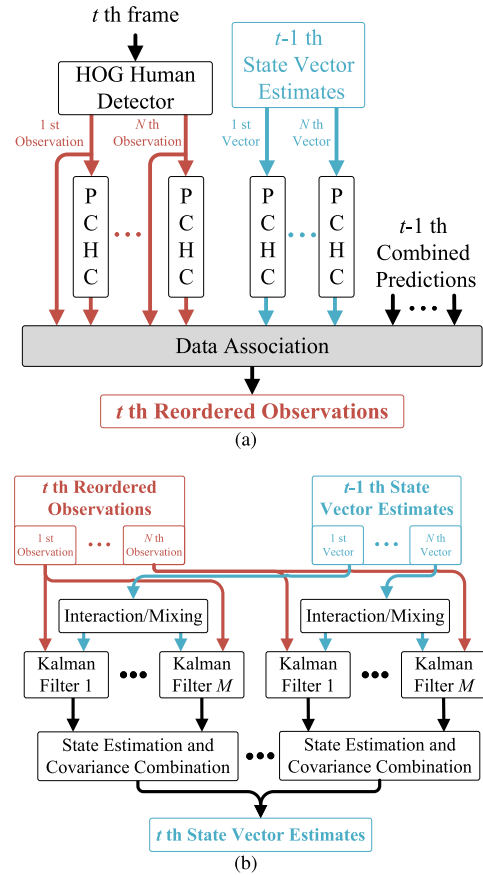 t th frame
HOG Human
Detector
t-1 th
State Vector
Estimates
1 st
Observation
N th
Observation
1 st
Vector
N th
Vector
P
C
H
C
P
C
H
C
P
C
H
C
P
C
H
C
t-1 th
Combined
Predictions
Data Association
t th Reordered Observations
(a)
t th Reordered
Observations
1 st
Observation
N th
Observation
t-1 th State
Vector Estimates
1 st
Vector
N th
Vector
Interaction/Mixing
Interaction/Mixing
Kalman
Filter 1
Kalman
Filter M
Kalman
Filter 1
Kalman
Filter M
State Estimation and
Covariance Combination
State Estimation and
Covariance Combination
t th State Vector Estimates
(b)